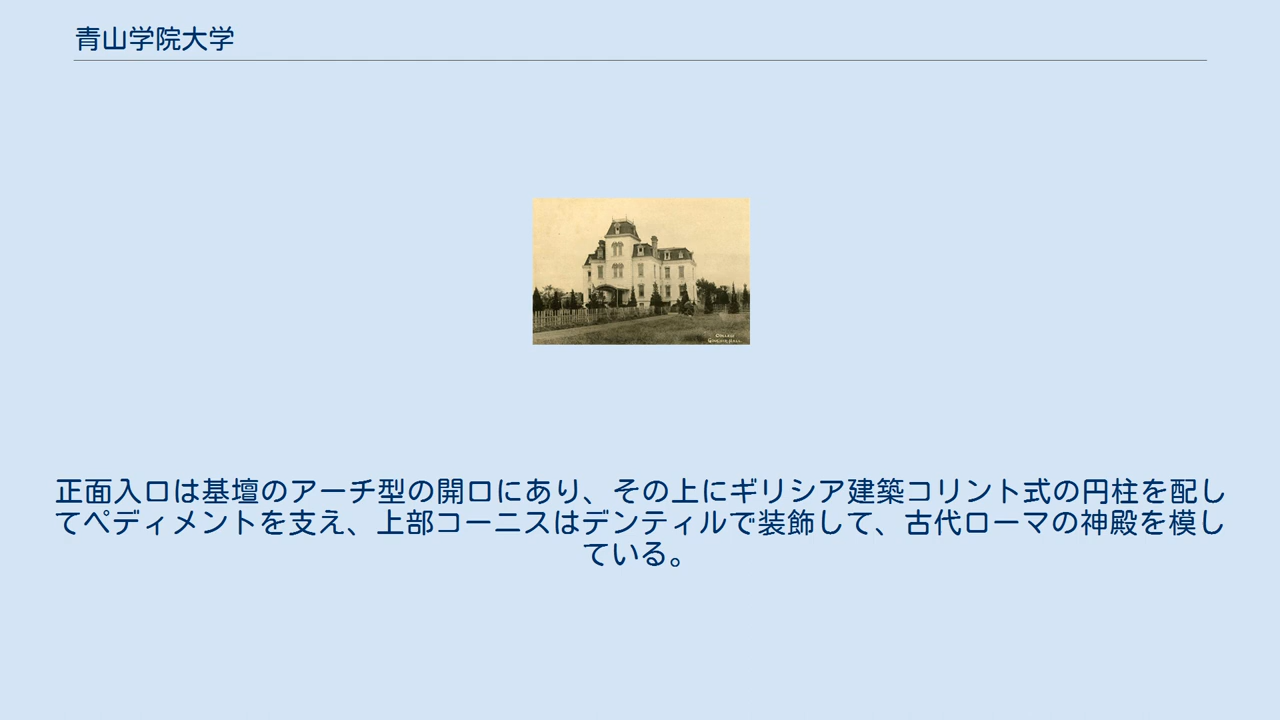 青山学院大学
正面入口は基壇のアーチ型の開口にあり、その上にギリシア建築コリント式の円柱を配し
てペディメントを支え、上部コーニスはデンティルで装飾して、古代ローマの神殿を模し
ている。